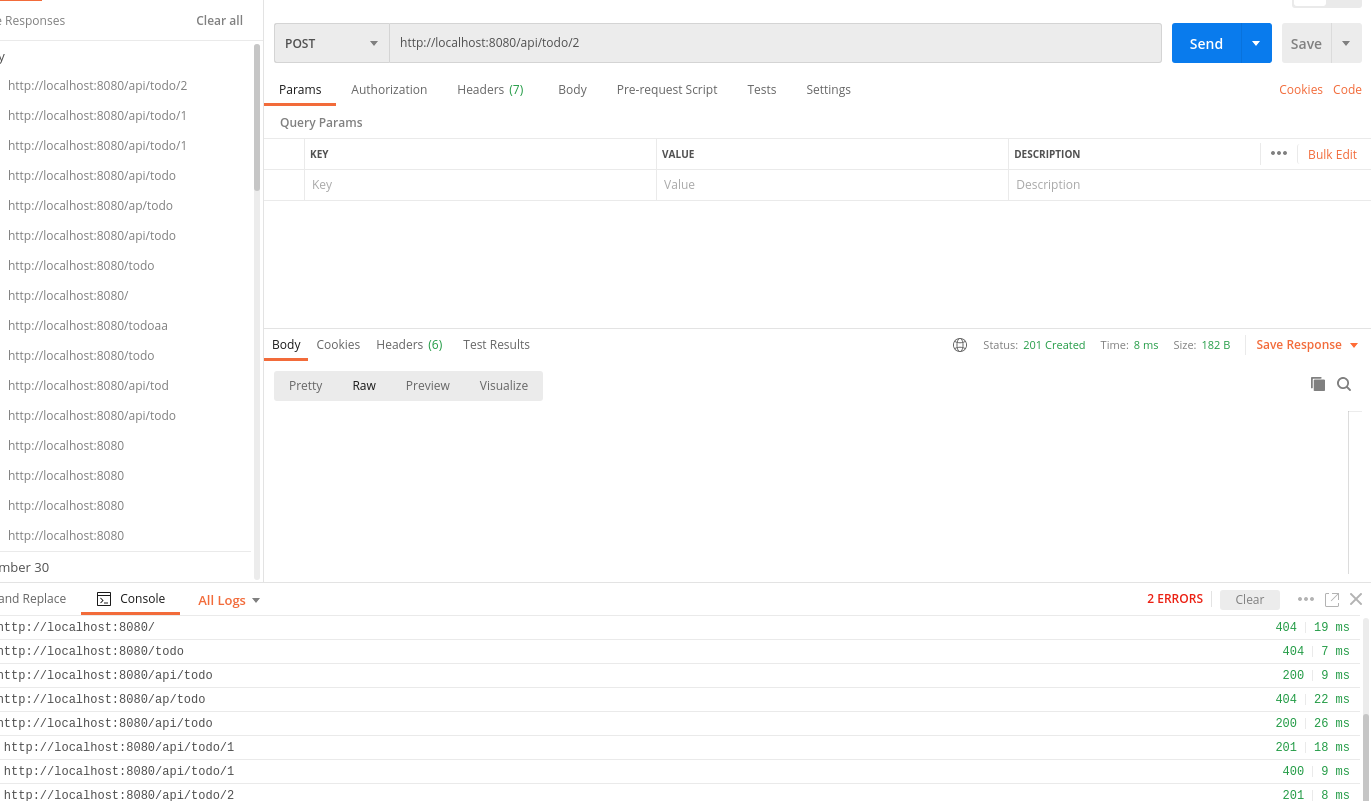 e Responses Clear all
y
http://localhost:8080/api/todo/2
http://localhost:8080/api/todo/1
http://localhost:8080/api/todo/1
http://localhost:8080/api/todo
http://localhost:8080/ap/todo
http://localhost:8080/api/todo
http://localhost:8080/todo
http://localhost:8080/
http://localhost:8080/todoaa
http://localhost:8080/todo
http://localhost:8080/api/tod
http://localhost:8080/api/todo
http://localhost:8080
http://localhost:8080
http://localhost:8080
http://localhost:8080
mber 30
POST http://localhost:8080/api/todo/2 Send Save
Params Authorization Headers (7) Body Pre-request Script Tests Settings Cookies Code
Query Params
KEY VALUE DESCRIPTION ••• Bulk Edit
Key Value Description
Body Cookies Headers (6) Test Results Status: 201 Created Time: 8 ms Size: 182 B Save Response
Pretty Raw Preview Visualize
and Replace Console All Logs 2 ERRORS Clear •••
http://localhost:8080/ 404 19 ms
http://localhost:8080/todo 404 7 ms
http://localhost:8080/api/todo 200 9 ms
http://localhost:8080/ap/todo 404 22 ms
http://localhost:8080/api/todo 200 26 ms
http://localhost:8080/api/todo/1 201 18 ms
http://localhost:8080/api/todo/1 400 9 ms
http://localhost:8080/api/todo/2 201 8 ms